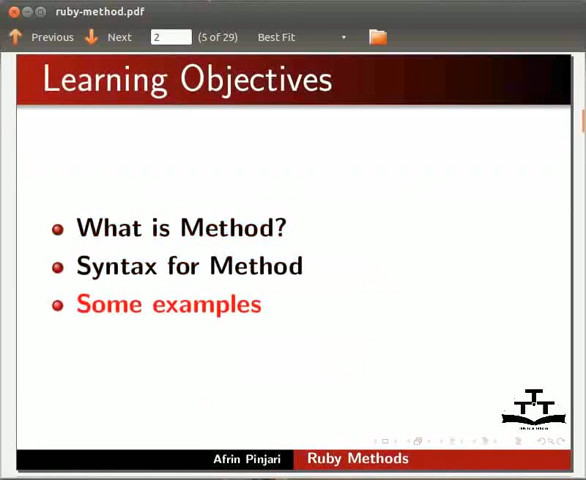 ruby-method.pdf
Previous Next 2 (5 of 29) Best Fit
Learning Objectives
What is Method?
Syntax for Method
Some examples
Afrin Pinjari Ruby Methods